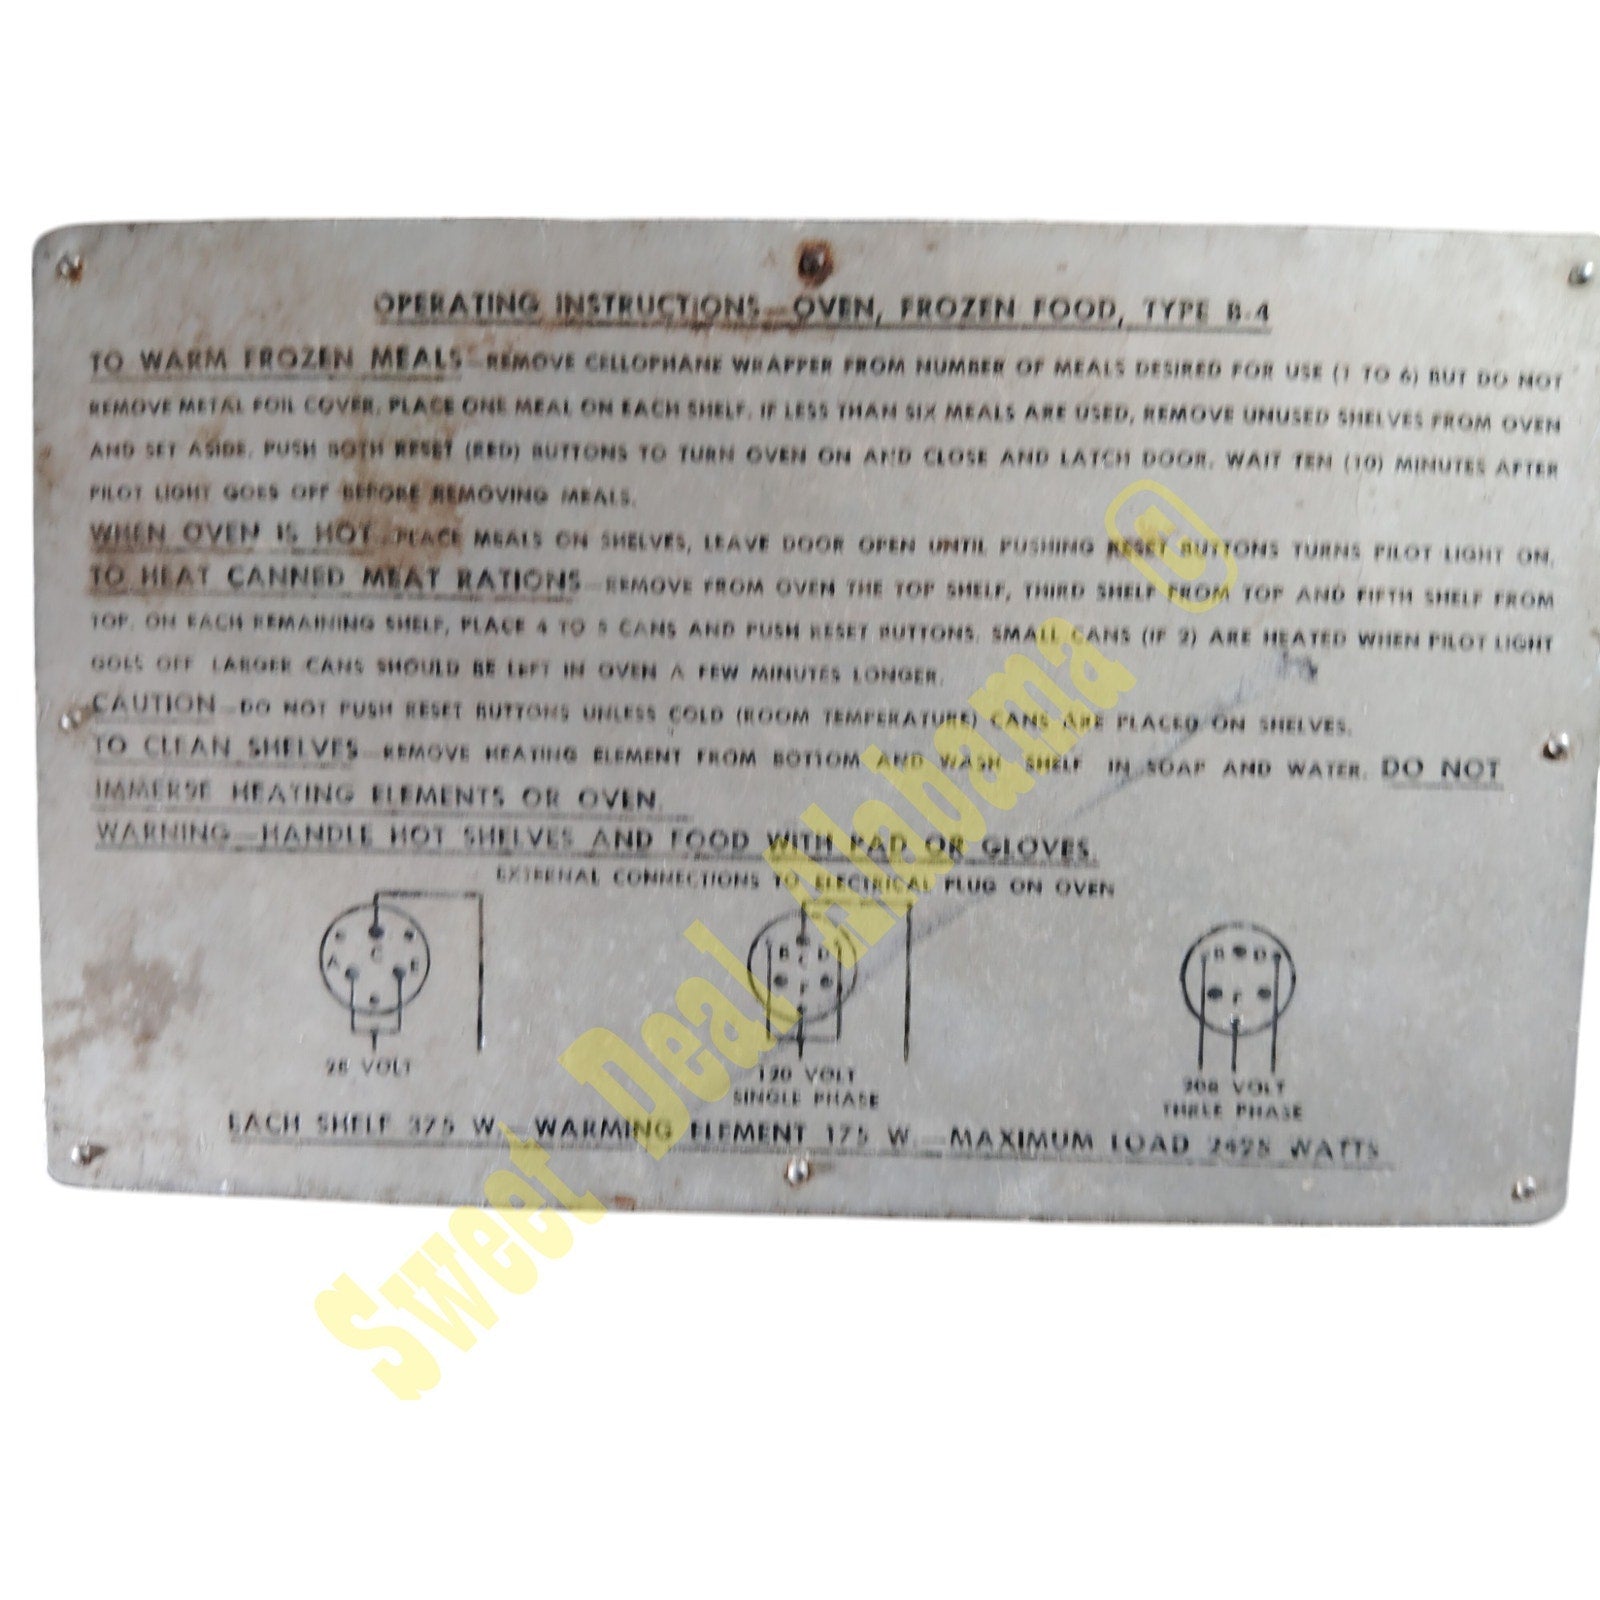 OPERATING INSTRUCTIONS—OVEN, FROZEN FOOD, TYPE B-4
TO WARM FROZEN MEALS—REMOVE CELLOPHANE WRAPPER FROM NUMBER OF MEALS DESIRED FOR USE (1 TO 6) BUT DO NOT
REMOVE METAL FOIL COVER. PLACE ONE MEAL ON EACH SHELF. IF LESS THAN SIX MEALS ARE USED, REMOVE UNUSED SHELVES FROM OVEN
AND SET ASIDE. PUSH BOTH RESET (RED) BUTTONS TO TURN OVEN ON AND CLOSE AND LATCH DOOR. WAIT TEN (10) MINUTES AFTER
PILOT LIGHT GOES OFF BEFORE REMOVING MEALS.
WHEN OVEN IS HOT—PLACE MEALS ON SHELVES, LEAVE DOOR OPEN UNTIL PUSHING RESET BUTTONS TURNS PILOT LIGHT ON.
TO HEAT CANNED MEAT RATIONS—REMOVE FROM OVEN THE TOP SHELF, THIRD SHELF FROM TOP AND FIFTH SHELF FROM
TOP. ON EACH REMAINING SHELF, PLACE 4 TO 5 CANS AND PUSH RESET BUTTONS. SMALL CANS (IF 2) ARE HEATED WHEN PILOT LIGHT
GOES OFF LARGER CANS SHOULD BE LEFT IN OVEN A FEW MINUTES LONGER.
CAUTION—DO NOT PUSH RESET BUTTONS UNLESS COLD (ROOM TEMPERATURE) CANS ARE PLACED ON SHELVES.
TO CLEAN SHELVES—REMOVE HEATING ELEMENT FROM BOTTOM AND WASH SHELF IN SOAP AND WATER. DO NOT
IMMERSE HEATING ELEMENTS OR OVEN.
WARNING—HANDLE HOT SHELVES AND FOOD WITH PAD OR GLOVES.
EXTERNAL CONNECTIONS TO ELECTRICAL PLUG ON OVEN
A C E
B D
C
F
B D
F
28 VOLT
120 VOLT
SINGLE PHASE
208 VOLT
THREE PHASE
EACH SHELF 375 W.—WARMING ELEMENT 175 W.—MAXIMUM LOAD 2425 WATTS
Sweet Deal Alabama ©